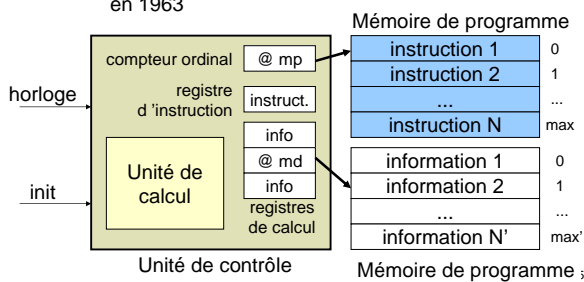 en 1963
Mémoire de programme
compteur ordinal
@ mp
instruction 1
0
instruction 2
1
horloge
registre
d 'instruction
instruct.
...
...
instruction N
max
info
@ md
info
Unité de
calcul
information 1
0
information 2
1
init
registres
de calcul
...
...
information N'
max'
Unité de contrôle
Mémoire de programme